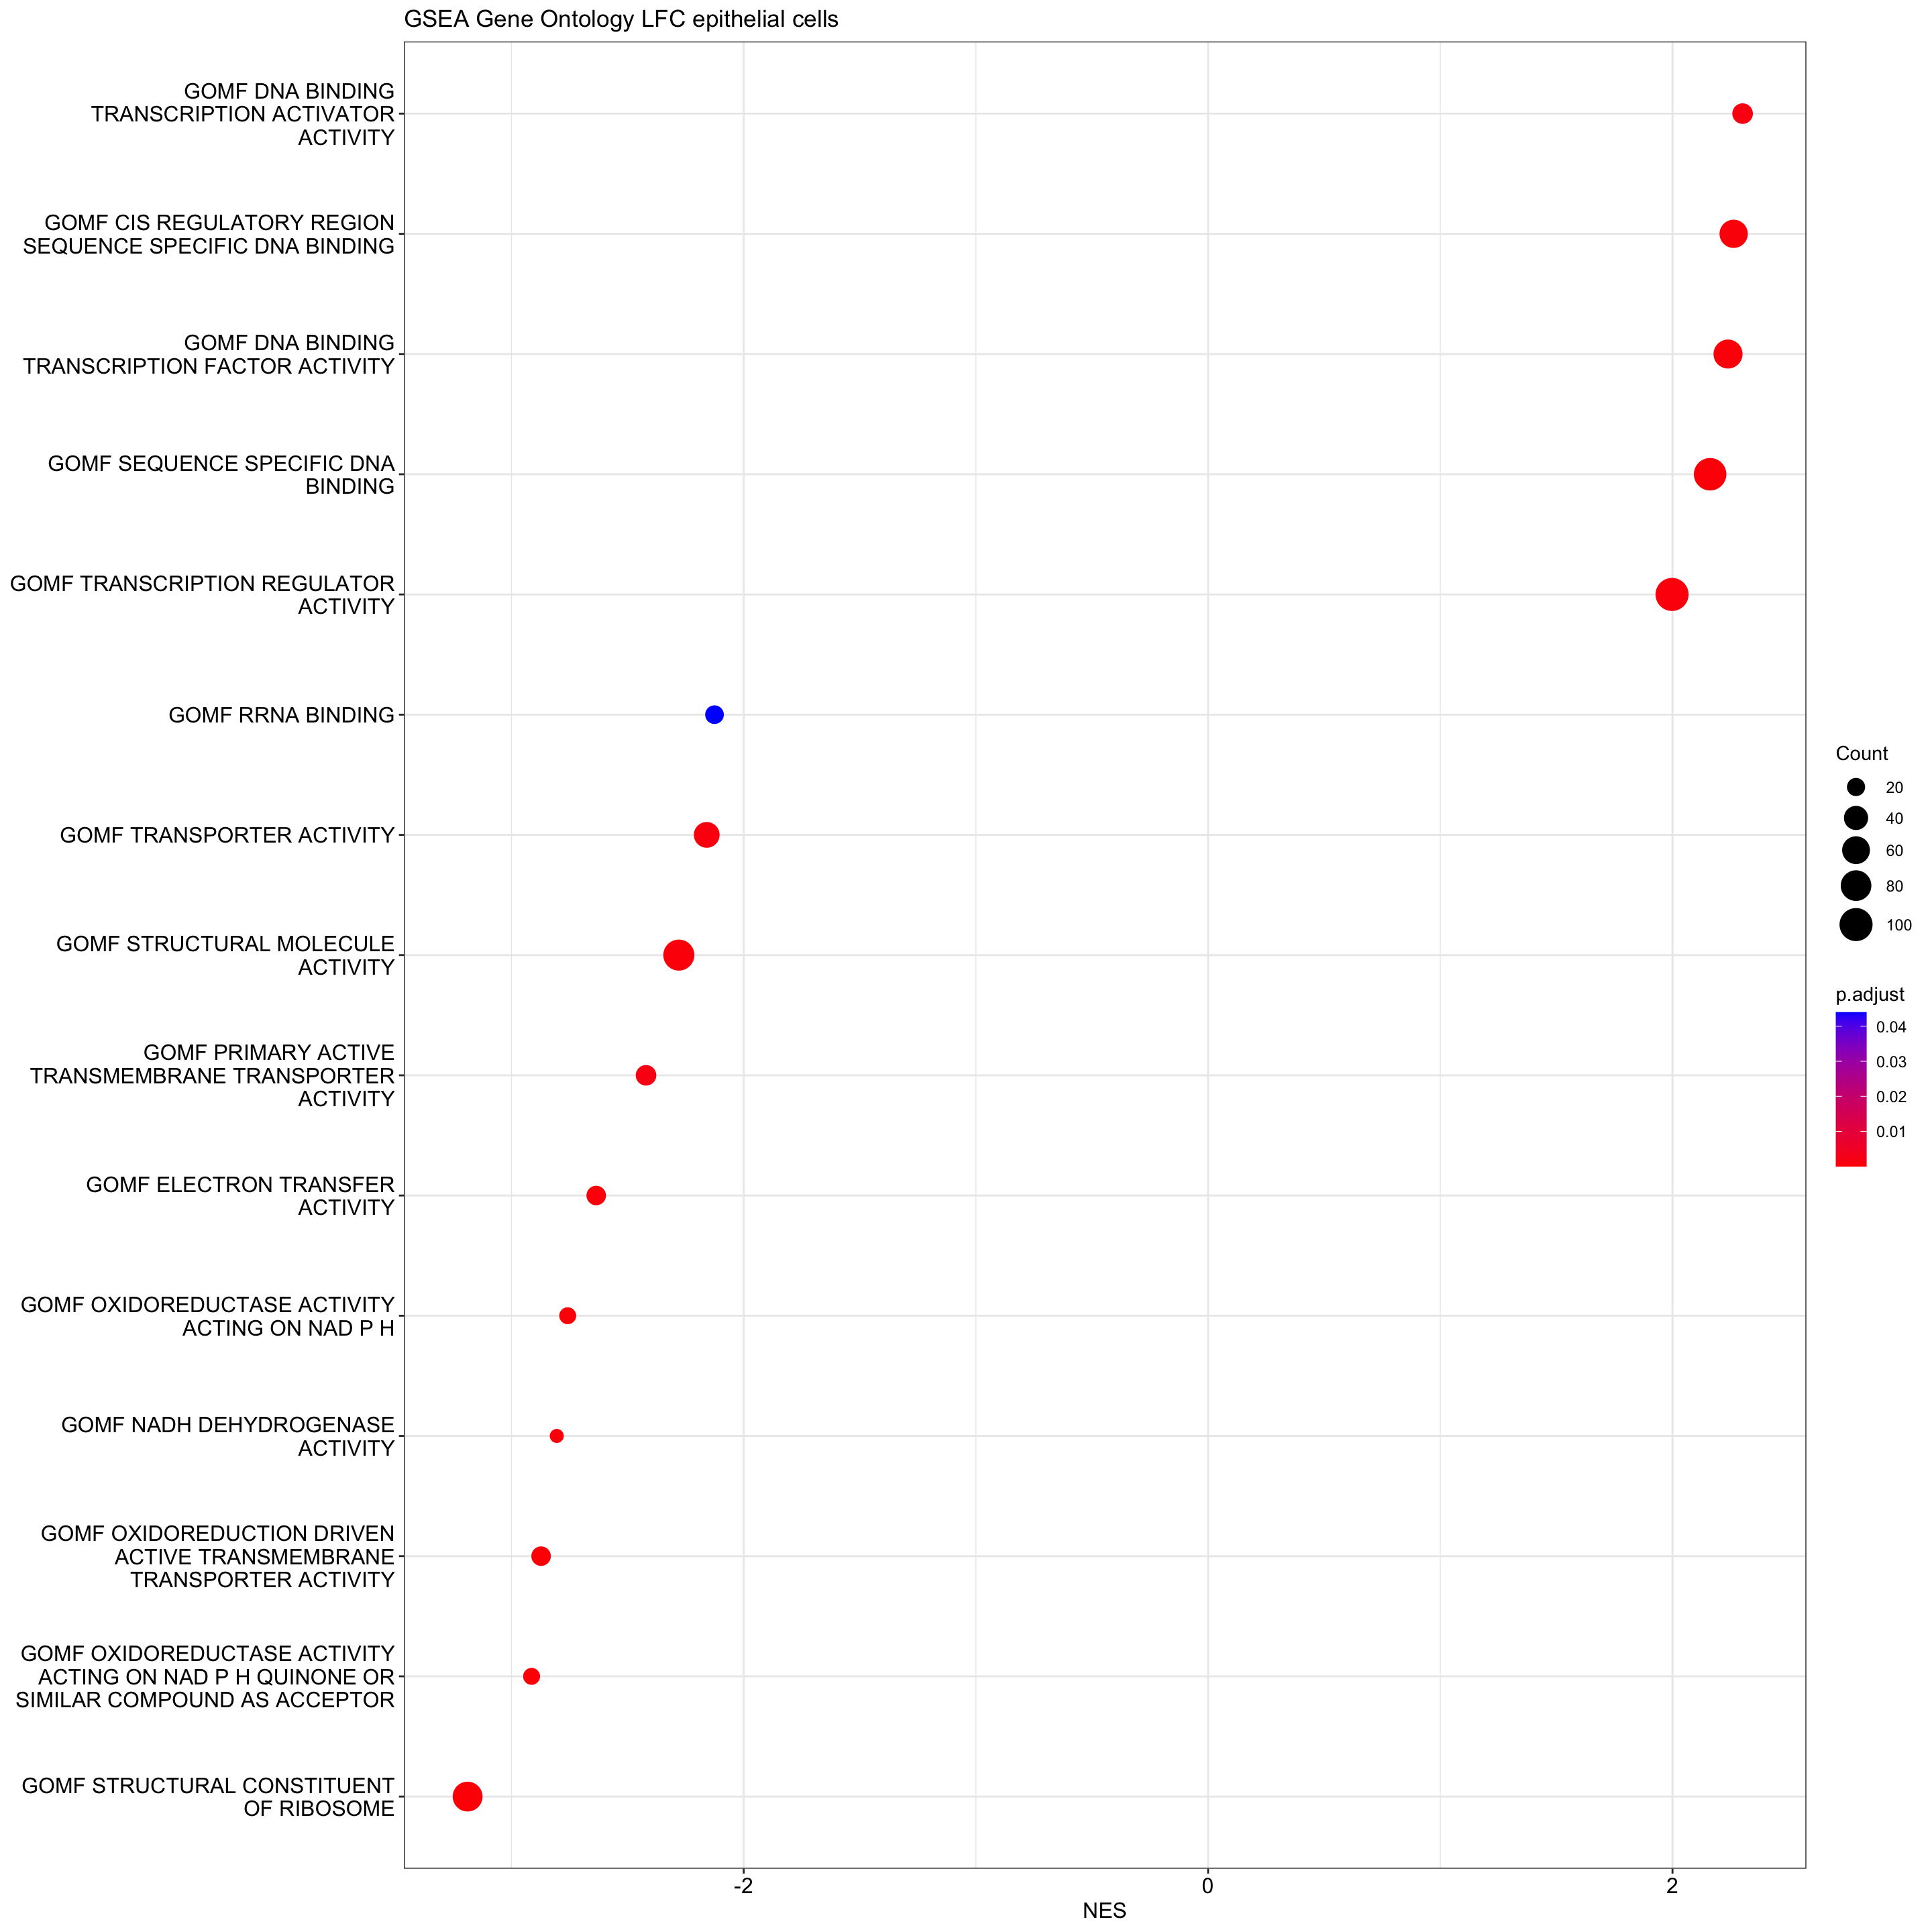 GSEA Gene Ontology LFC epithelial cells
GOMF DNA BINDING
TRANSCRIPTION ACTIVATOR
ACTIVITY
GOMF CIS REGULATORY REGION
SEQUENCE SPECIFIC DNA BINDING
GOMF DNA BINDING
TRANSCRIPTION FACTOR ACTIVITY
GOMF SEQUENCE SPECIFIC DNA
BINDING
GOMF TRANSCRIPTION REGULATOR
ACTIVITY
GOMF RRNA BINDING
GOMF TRANSPORTER ACTIVITY
GOMF STRUCTURAL MOLECULE
ACTIVITY
GOMF PRIMARY ACTIVE
TRANSMEMBRANE TRANSPORTER
ACTIVITY
GOMF ELECTRON TRANSFER
ACTIVITY
GOMF OXIDOREDUCTASE ACTIVITY
ACTING ON NAD P H
GOMF NADH DEHYDROGENASE
ACTIVITY
GOMF OXIDOREDUCTION DRIVEN
ACTIVE TRANSMEMBRANE
TRANSPORTER ACTIVITY
GOMF OXIDOREDUCTASE ACTIVITY
ACTING ON NAD P H QUINONE OR
SIMILAR COMPOUND AS ACCEPTOR
GOMF STRUCTURAL CONSTITUENT
OF RIBOSOME
-2 0 2
NES
Count
20
40
60
80
100
p.adjust
0.04
0.03
0.02
0.01